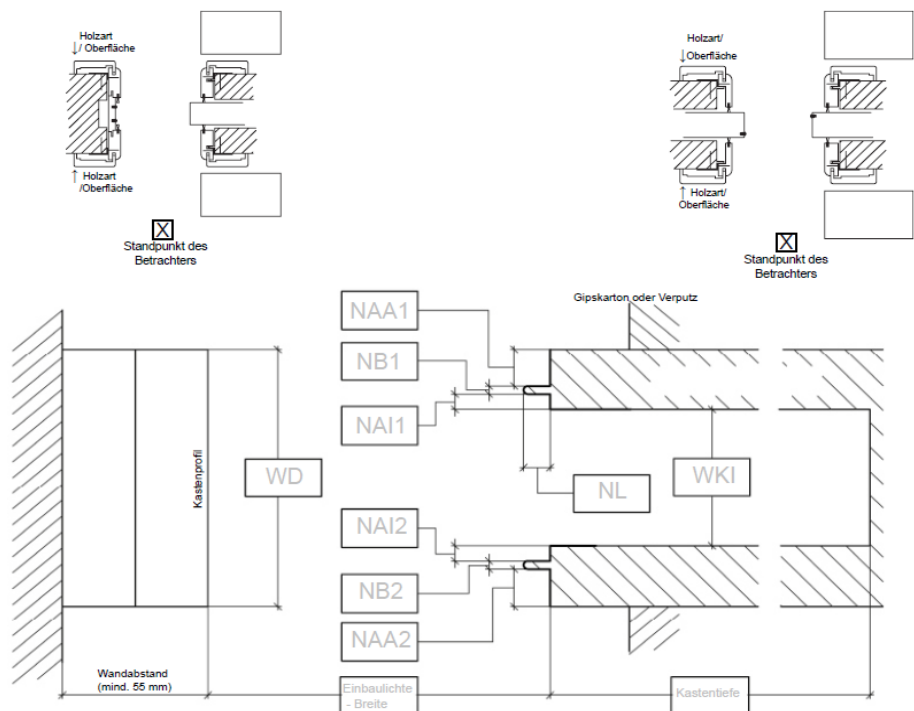 Holzart
/ Oberfläche
Holzart
/Oberfläche
X
Standpunkt des
Betrachters
Holzart/
Oberfläche
Holzart/
Oberfläche
X
Standpunkt des
Betrachters
Gipskarton oder Verputz
NAA1
NB1
NAI1
Kastenprofil
WD
NL
WKI
NAI2
NB2
NAA2
Wandabstand
(mind. 55 mm)
Einbaulichte
- Breite
Kastentiefe